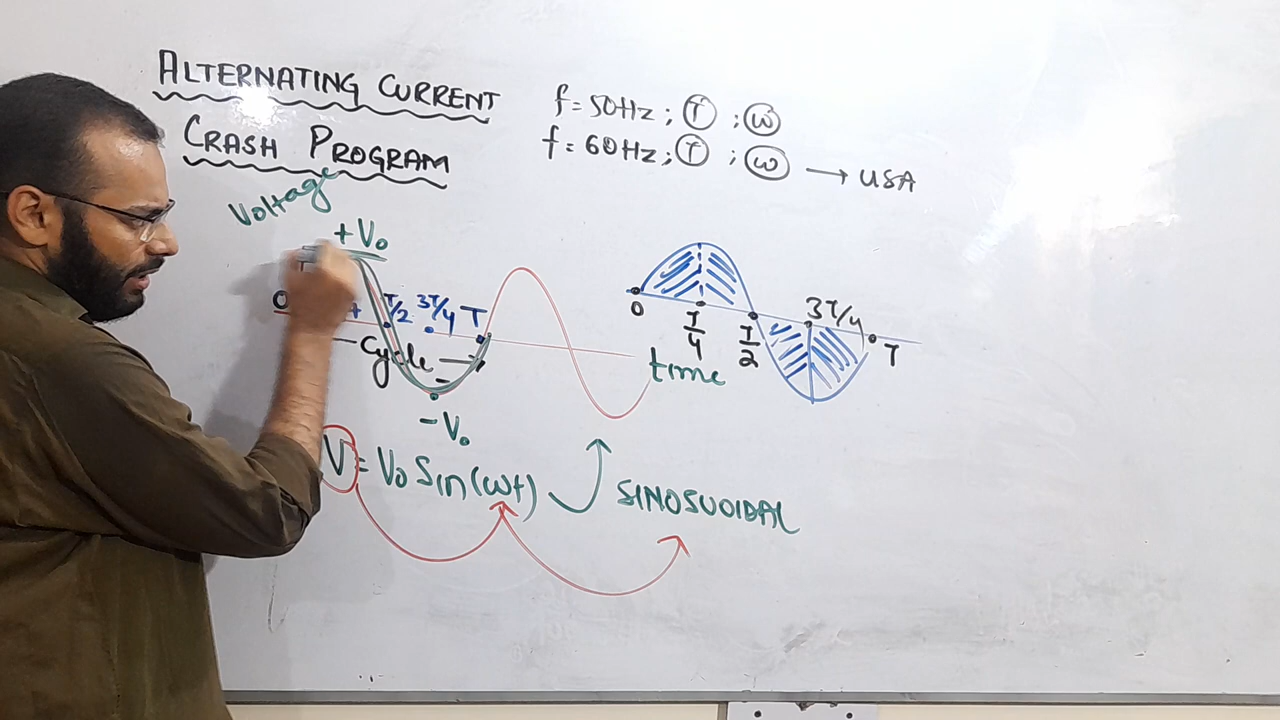 ALTERNATING CURRENT
CRASH PROGRAM
f = 50Hz ; T ; ω
f = 60Hz ; T ; ω → USA
Voltage
+V₀
0 T/2 3T/4 T
Cycle
-V₀
time
0 T/4 T/2 3T/4 T
V = V₀ Sin(ωt)
SINOSUOIDAL